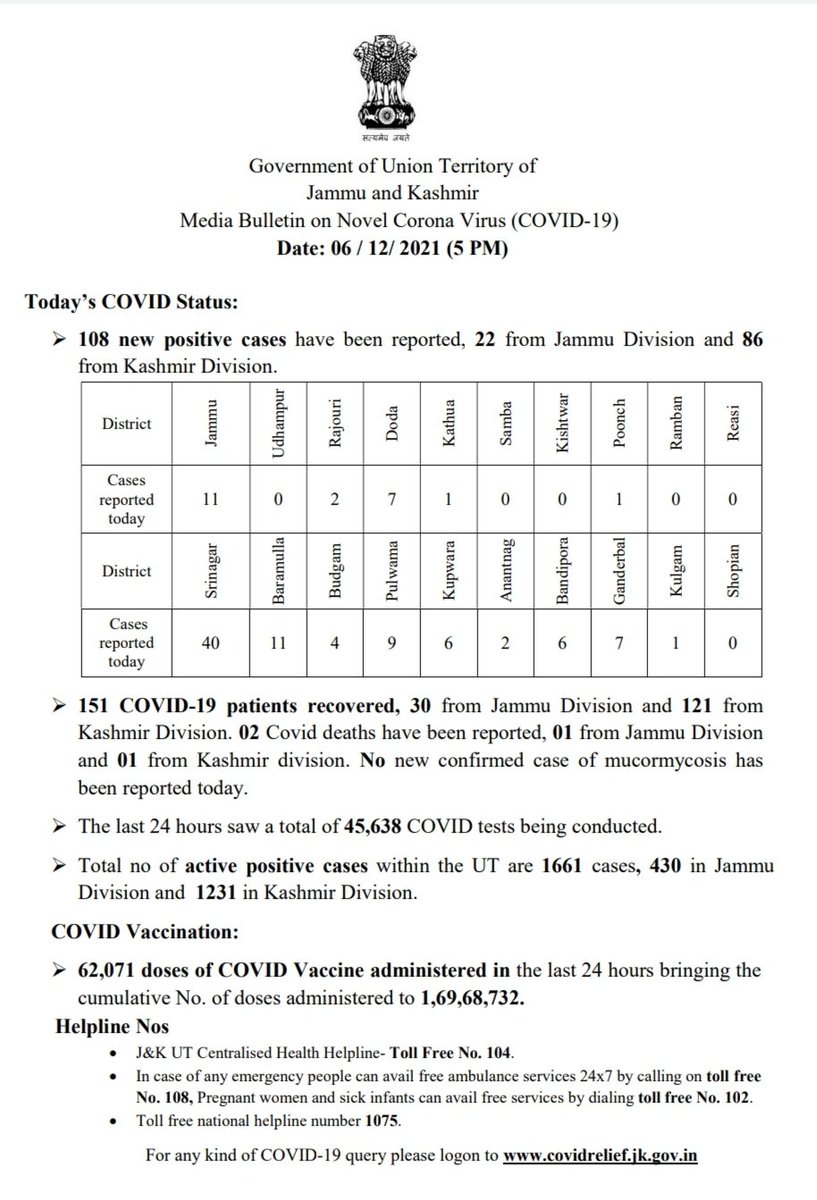 सत्यमेव जयते
Government of Union Territory of
Jammu and Kashmir
Media Bulletin on Novel Corona Virus (COVID-19)
Date: 06 / 12/ 2021 (5 PM)
Today’s COVID Status:
➢ 108 new positive cases have been reported, 22 from Jammu Division and 86
from Kashmir Division.
District Jammu Udhampur Rajouri Doda Kathua Samba Kishtwar Poonch Ramban Reasi
Cases
reported
today
11 0 2 7 1 0 0 1 0 0
District Srinagar Baramulla Budgam Pulwama Kupwara Anantnag Bandipora Ganderbal Kulgam Shopian
Cases
reported
today
40 11 4 9 6 2 6 7 1 0
➢ 151 COVID-19 patients recovered, 30 from Jammu Division and 121 from
Kashmir Division. 02 Covid deaths have been reported, 01 from Jammu Division
and 01 from Kashmir division. No new confirmed case of mucormycosis has
been reported today.
➢ The last 24 hours saw a total of 45,638 COVID tests being conducted.
➢ Total no of active positive cases within the UT are 1661 cases, 430 in Jammu
Division and 1231 in Kashmir Division.
COVID Vaccination:
➢ 62,071 doses of COVID Vaccine administered in the last 24 hours bringing the
cumulative No. of doses administered to 1,69,68,732.
Helpline Nos
• J&K UT Centralised Health Helpline- Toll Free No. 104.
• In case of any emergency people can avail free ambulance services 24x7 by calling on toll free
No. 108, Pregnant women and sick infants can avail free services by dialing toll free No. 102.
• Toll free national helpline number 1075.
For any kind of COVID-19 query please logon to www.covidrelief.jk.gov.in